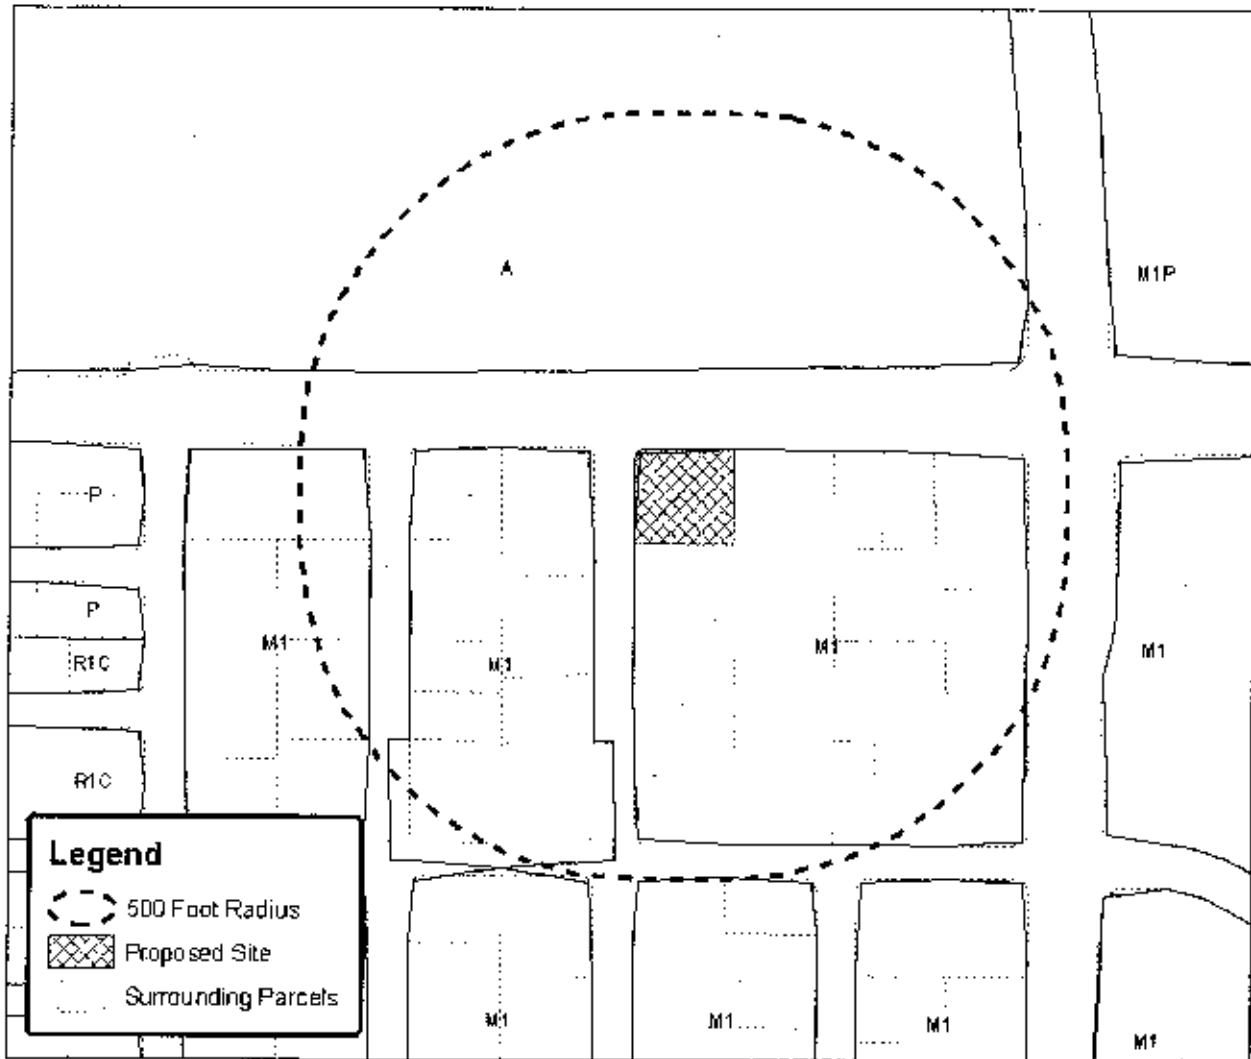 A
M1P
P
P
R1C
M1
M1
M1
M1
R1C
Legend
500 Foot Radius
Proposed Site
Surrounding Parcels
M1
M1
M1
M1